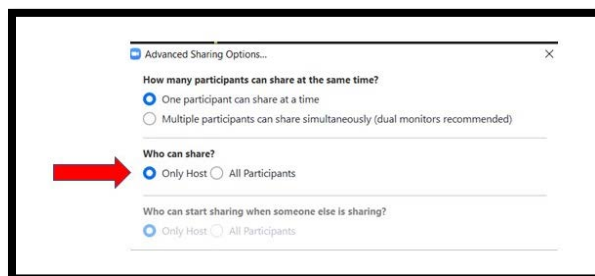 Advanced Sharing Options...
How many participants can share at the same time?
One participant can share at a time
Multiple participants can share simultaneously (dual monitors recommended)
Who can share?
Only Host All Participants
Who can start sharing when someone else is sharing?
Only Host All Participants